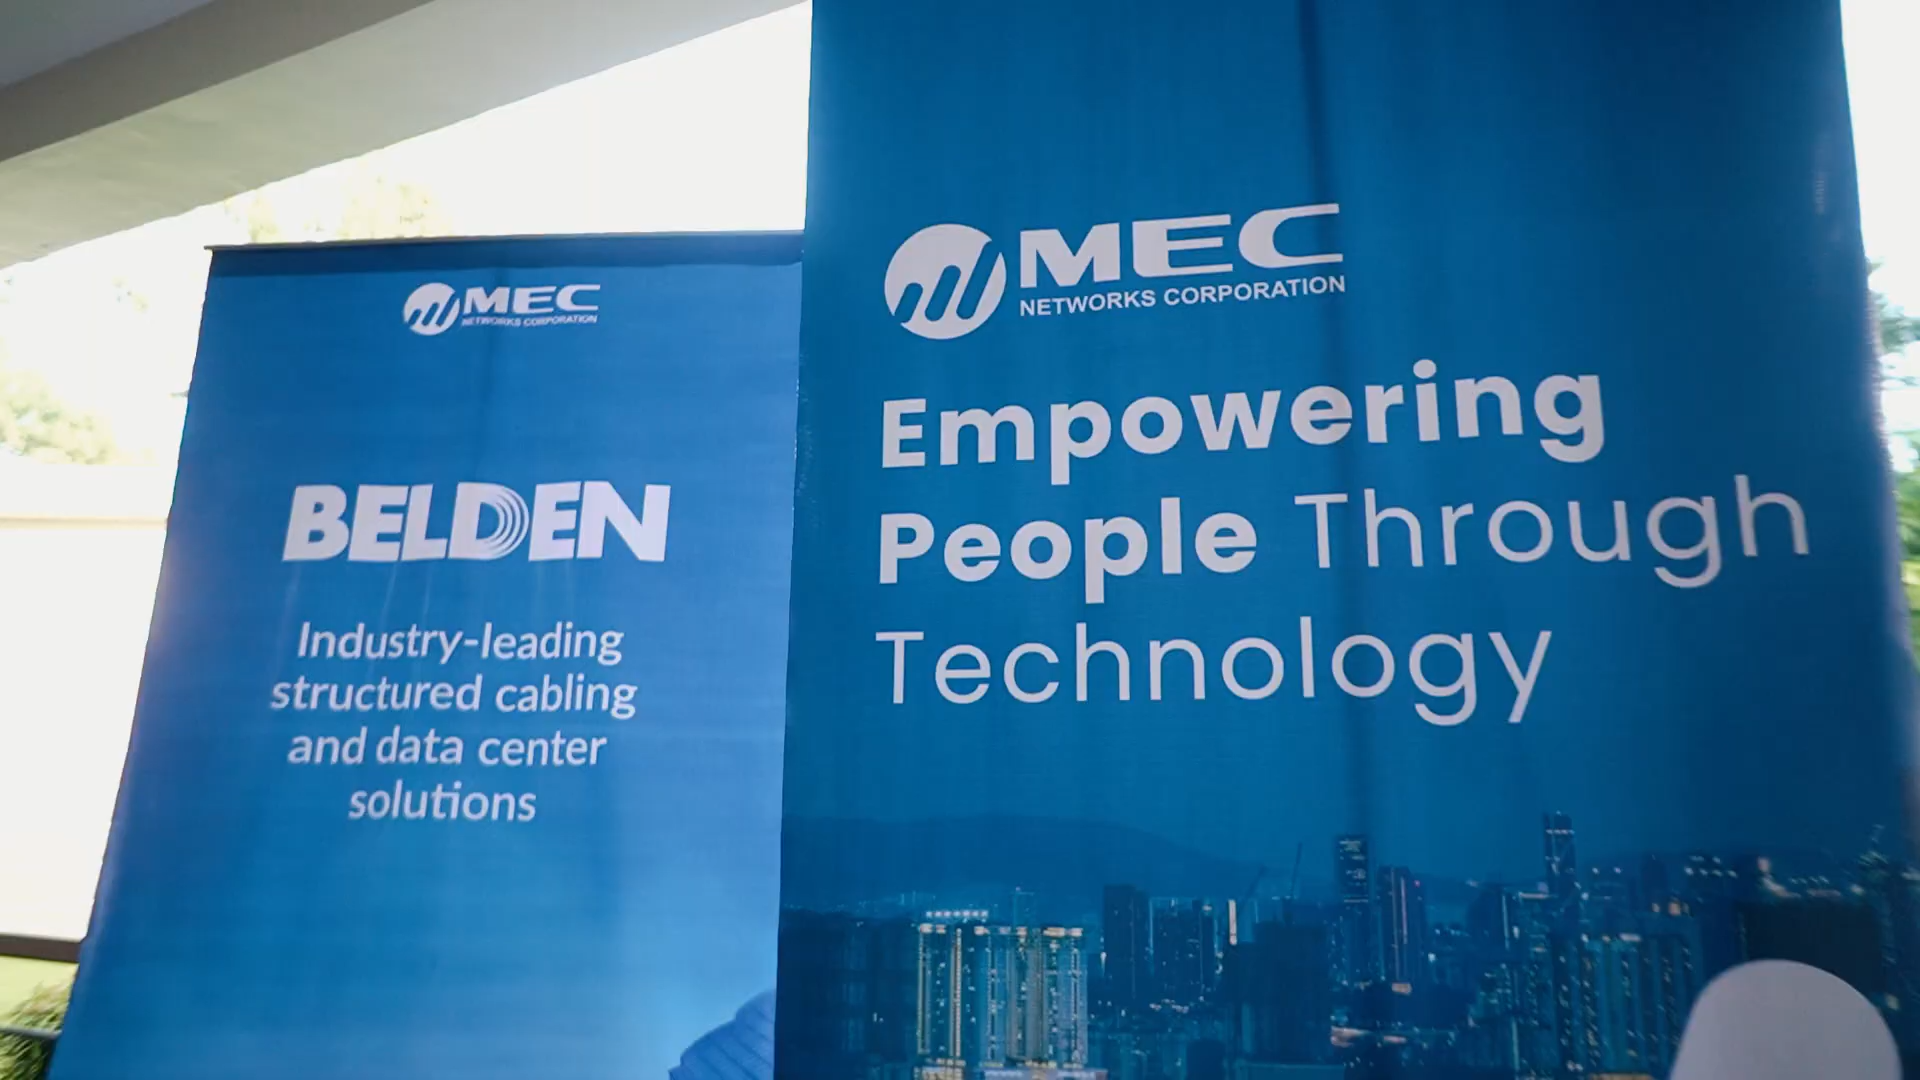 MEC
NETWORKS CORPORATION
BELDEN
Industry-leading
structured cabling
and data center
solutions
MEC
NETWORKS CORPORATION
Empowering
People Through
Technology